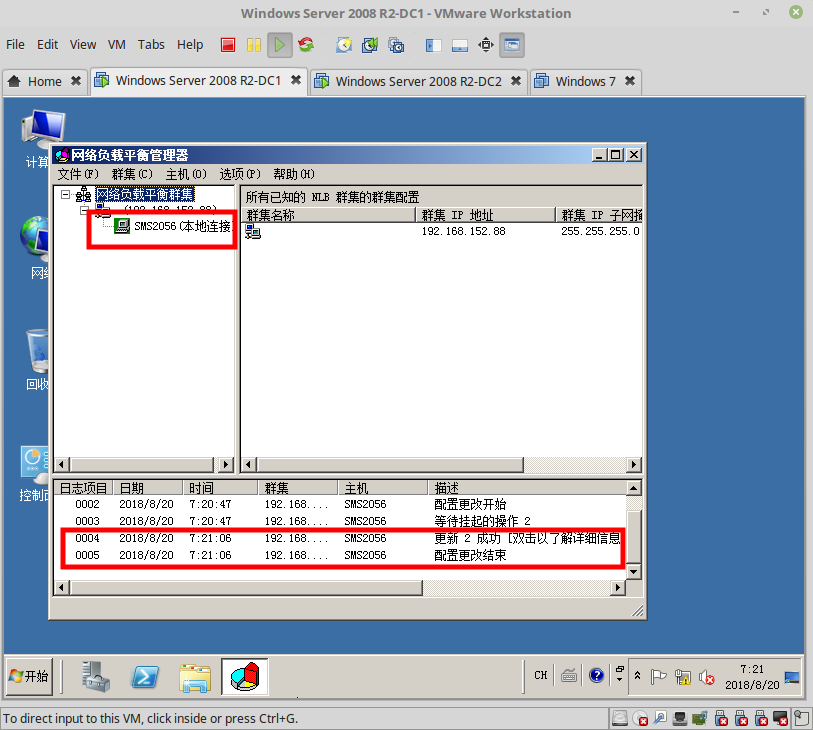 Windows Server 2008 R2-DC1 - VMware Workstation
File Edit View VM Tabs Help
Home Windows Server 2008 R2-DC1 Windows Server 2008 R2-DC2 Windows 7
网络负载平衡管理器
文件(F) 群集(C) 主机(O) 选项(P) 帮助(H)
网络负载平衡群集
(192.168.152.88)
SMS2056(本地连接
所有已知的 NLB 群集的群集配置
群集名称 群集 IP 地址 群集 IP 子网掩
192.168.152.88 255.255.255.0
计算
网络
回收
控制面
日志项目 日期 时间 群集 主机 描述
0002 2018/8/20 7:20:47 192.168.... SMS2056 配置更改开始
0003 2018/8/20 7:20:47 192.168.... SMS2056 等待挂起的操作 2
0004 2018/8/20 7:21:06 192.168.... SMS2056 更新 2 成功 [双击以了解详细信息
0005 2018/8/20 7:21:06 192.168.... SMS2056 配置更改结束
开始 CH 7:21
2018/8/20
To direct input to this VM, click inside or press Ctrl+G.